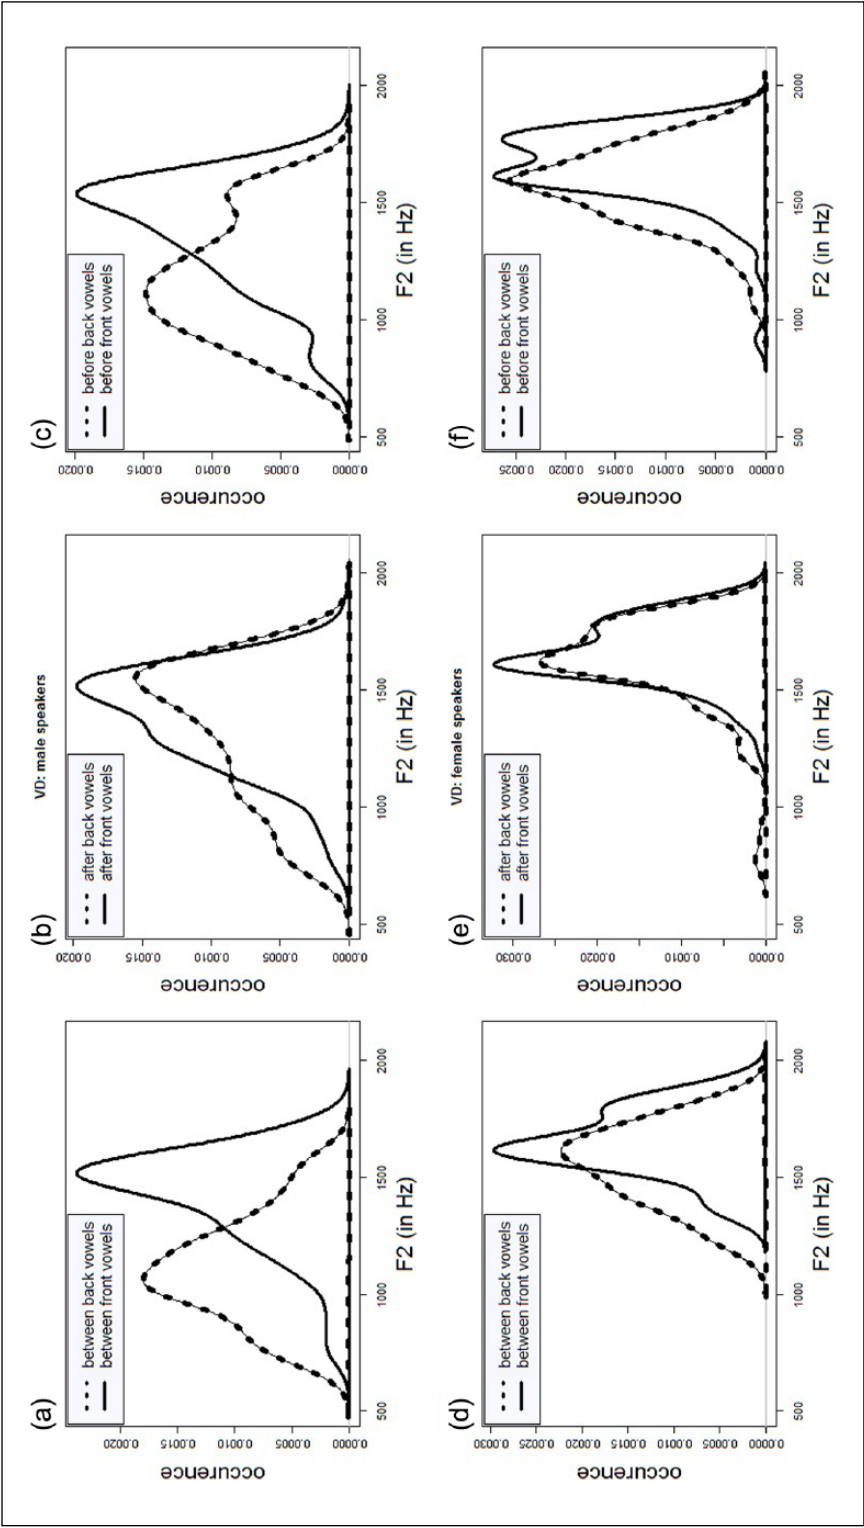 VD: male speakers
(a)
between back vowels
between front vowels
occurence
0.0000 0.0005 0.0010 0.0015 0.0020
500 1000 1500 2000
F2 (in Hz)
(b)
after back vowels
after front vowels
occurence
0.0000 0.0005 0.0010 0.0015 0.0020
500 1000 1500 2000
F2 (in Hz)
(c)
before back vowels
before front vowels
occurence
0.0000 0.0005 0.0010 0.0015 0.0020
500 1000 1500 2000
F2 (in Hz)
VD: female speakers
(d)
between back vowels
between front vowels
occurence
0.0000 0.0005 0.0010 0.0015 0.0020 0.0025 0.0030
500 1000 1500 2000
F2 (in Hz)
(e)
after back vowels
after front vowels
occurence
0.0000 0.0010 0.0020 0.0030
500 1000 1500 2000
F2 (in Hz)
(f)
before back vowels
before front vowels
occurence
0.0000 0.0005 0.0010 0.0015 0.0020 0.0025
500 1000 1500 2000
F2 (in Hz)